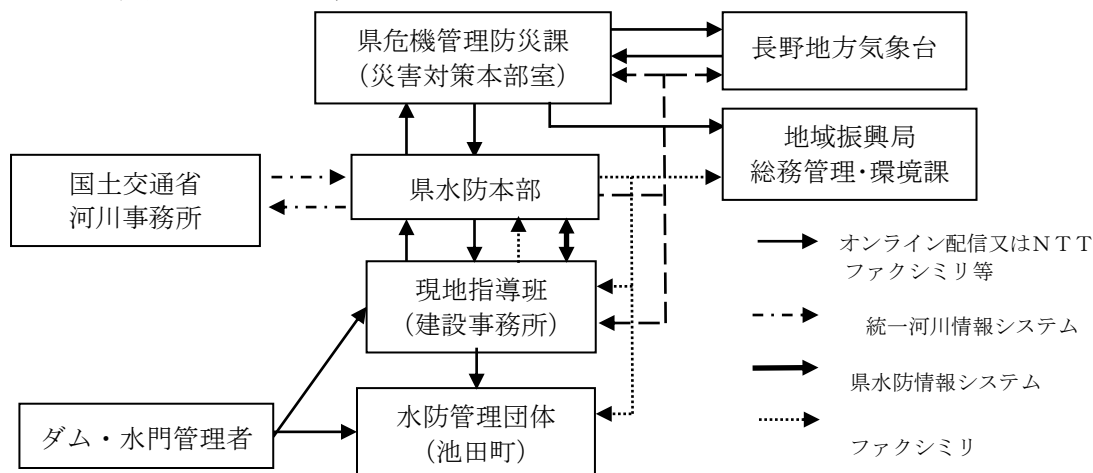 県危機管理防災課
（災害対策本部室）
長野地方気象台
地域振興局
総務管理・環境課
国土交通省
河川事務所
県水防本部
現地指導班
（建設事務所）
ダム・水門管理者
水防管理団体
（池田町）
オンライン配信又はＮＴＴ
ファクシミリ等
統一河川情報システム
県水防情報システム
ファクシミリ